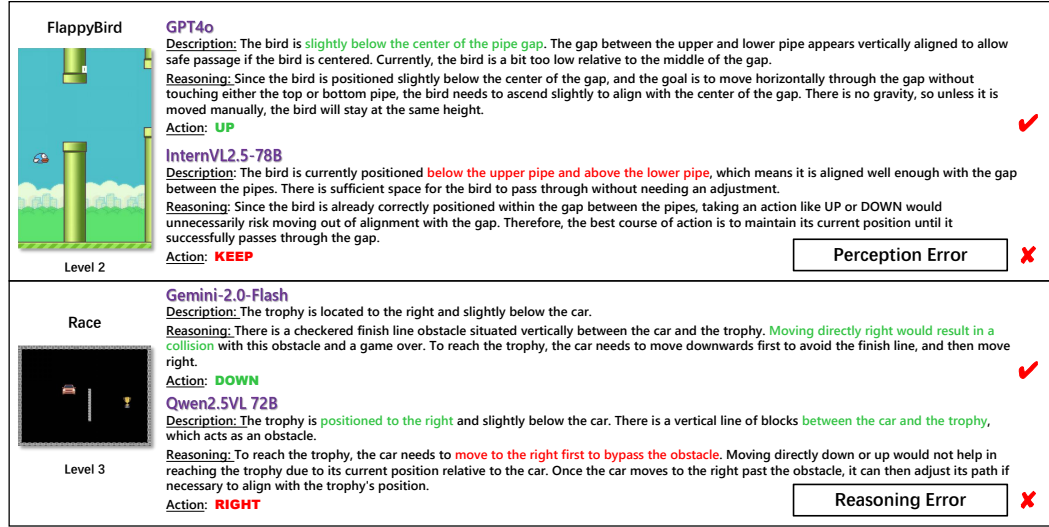 FlappyBird
GPT4o
Description: The bird is slightly below the center of the pipe gap. The gap between the upper and lower pipe appears vertically aligned to allow
safe passage if the bird is centered. Currently, the bird is a bit too low relative to the middle of the gap.
Reasoning: Since the bird is positioned slightly below the center of the gap, and the goal is to move horizontally through the gap without
touching either the top or bottom pipe, the bird needs to ascend slightly to align with the center of the gap. There is no gravity, so unless it is
moved manually, the bird will stay at the same height.
Action: UP
InternVL2.5-78B
Description: The bird is currently positioned below the upper pipe and above the lower pipe, which means it is aligned well enough with the gap
between the pipes. There is sufficient space for the bird to pass through without needing an adjustment.
Reasoning: Since the bird is already correctly positioned within the gap between the pipes, taking an action like UP or DOWN would
unnecessarily risk moving out of alignment with the gap. Therefore, the best course of action is to maintain its current position until it
successfully passes through the gap.
Action: KEEP
Perception Error
Level 2
Race
Gemini-2.0-Flash
Description: The trophy is located to the right and slightly below the car.
Reasoning: There is a checkered finish line obstacle situated vertically between the car and the trophy. Moving directly right would result in a
collision with this obstacle and a game over. To reach the trophy, the car needs to move downwards first to avoid the finish line, and then move
right.
Action: DOWN
Qwen2.5VL 72B
Description: The trophy is positioned to the right and slightly below the car. There is a vertical line of blocks between the car and the trophy,
which acts as an obstacle.
Reasoning: To reach the trophy, the car needs to move to the right first to bypass the obstacle. Moving directly down or up would not help in
reaching the trophy due to its current position relative to the car. Once the car moves to the right past the obstacle, it can then adjust its path if
necessary to align with the trophy's position.
Action: RIGHT
Reasoning Error
Level 3